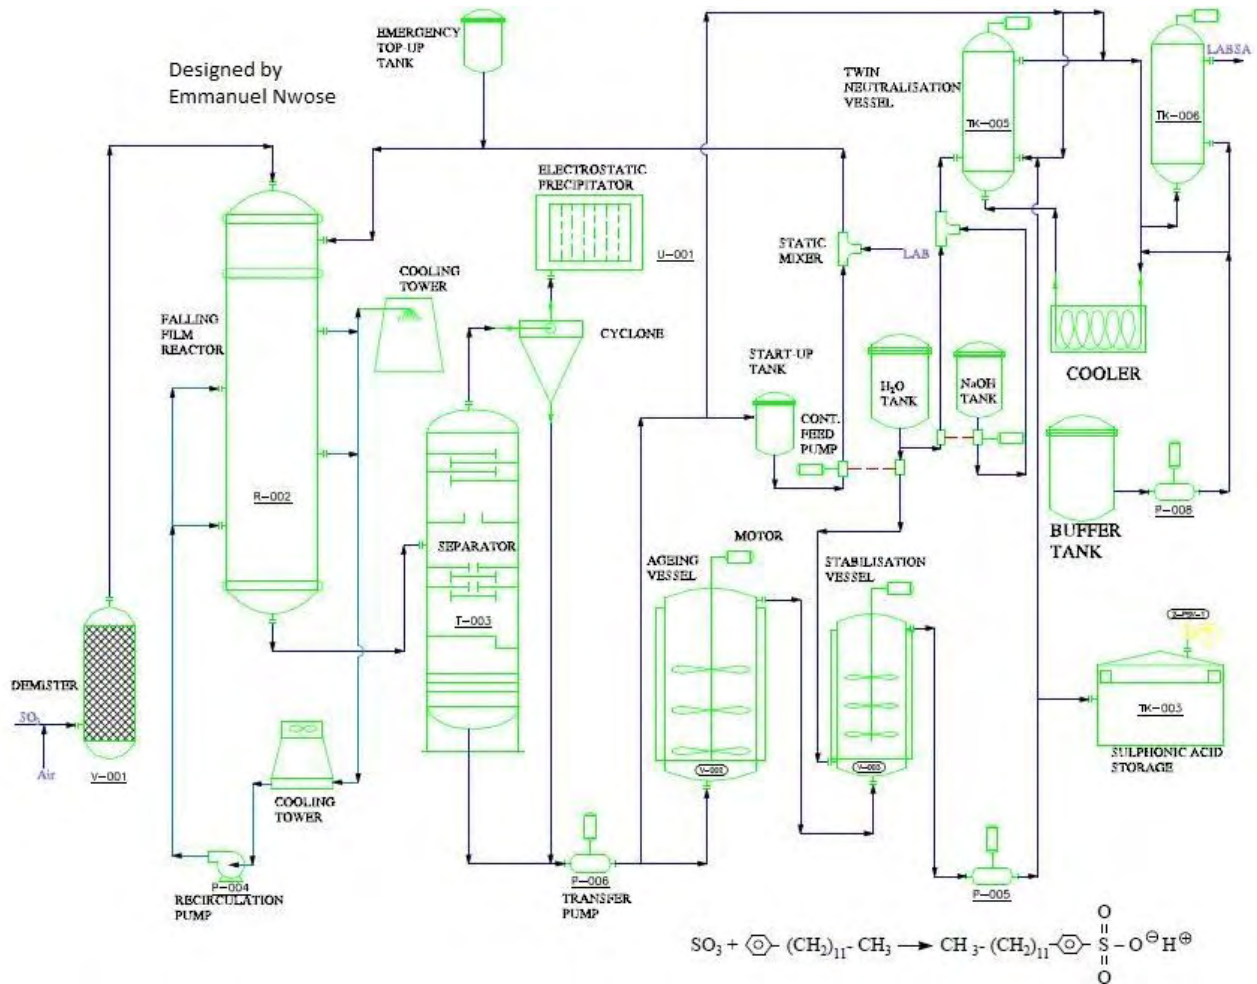 EMERGENCY
TOP-UP
TANK
Designed by
Emmanuel Nwose
TWIN
NEUTRALISATION
VESSEL
TK-005
TK-006
LABSA
ELECTROSTATIC
PRECIPITATOR
U-001
STATIC
MIXER
LAB
COOLING
TOWER
FALLING
FILM
REACTOR
CYCLONE
START-UP
TANK
H₂O
TANK
NaOH
TANK
COOLER
CONT.
FEED
PUMP
R-002
SEPARATOR
T-003
AGEING
VESSEL
MOTOR
STABILISATION
VESSEL
BUFFER
TANK
P-008
DEMISTER
SO₃
Air
V-001
COOLING
TOWER
TK-003
SULPHONIC ACID
STORAGE
P-004
RECIRCULATION
PUMP
P-006
TRANSFER
PUMP
P-005
SO₃ + (CH₂)₁₁- CH₃ CH₃- (CH₂)₁₁ S - O⊖H⊕
O
O